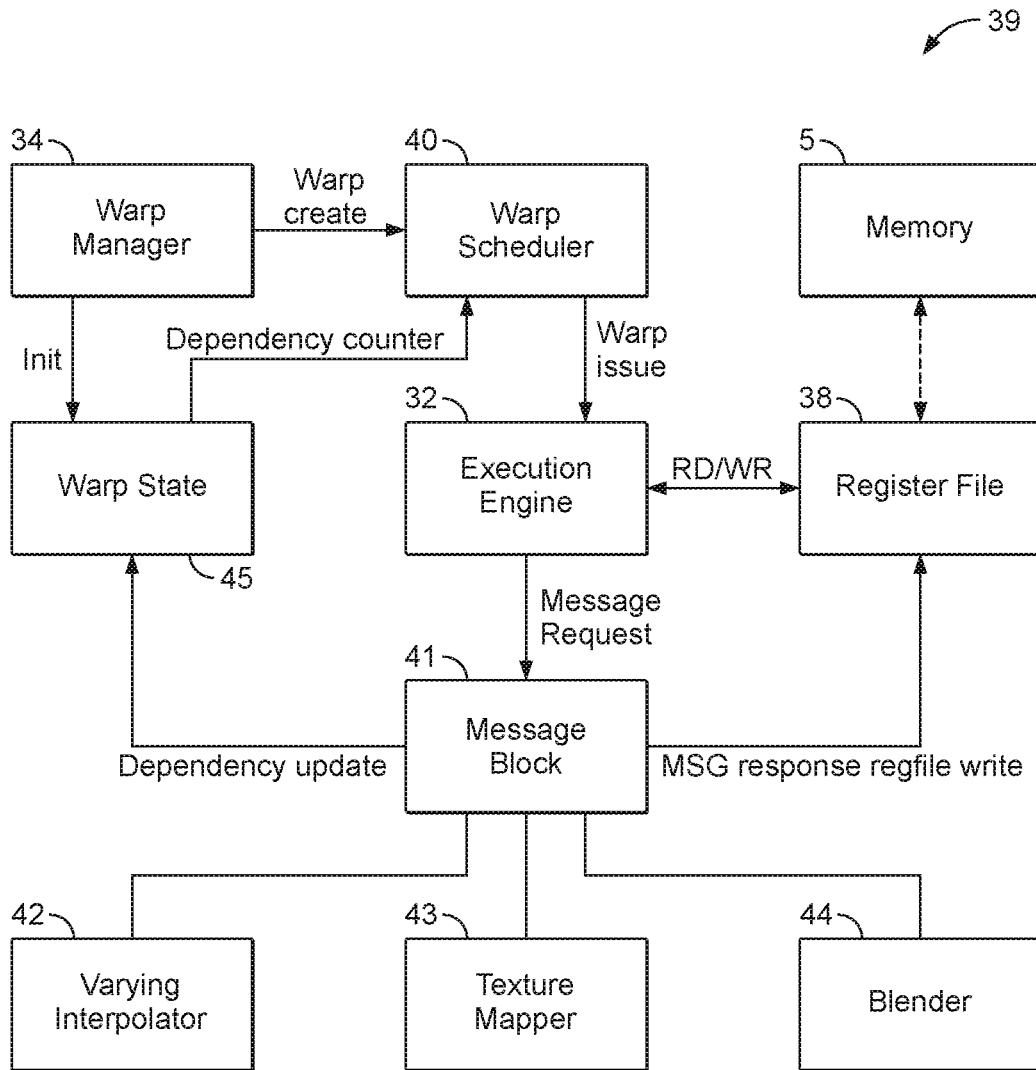 39
34
40
5
Warp
Manager
Warp
create
Warp
Scheduler
Memory
Init
Dependency counter
Warp
issue
32
38
Warp State
Execution
Engine
RD/WR
Register File
45
Message
Request
41
Message
Block
Dependency update
MSG response regfile write
42
43
44
Varying
Interpolator
Texture
Mapper
Blender